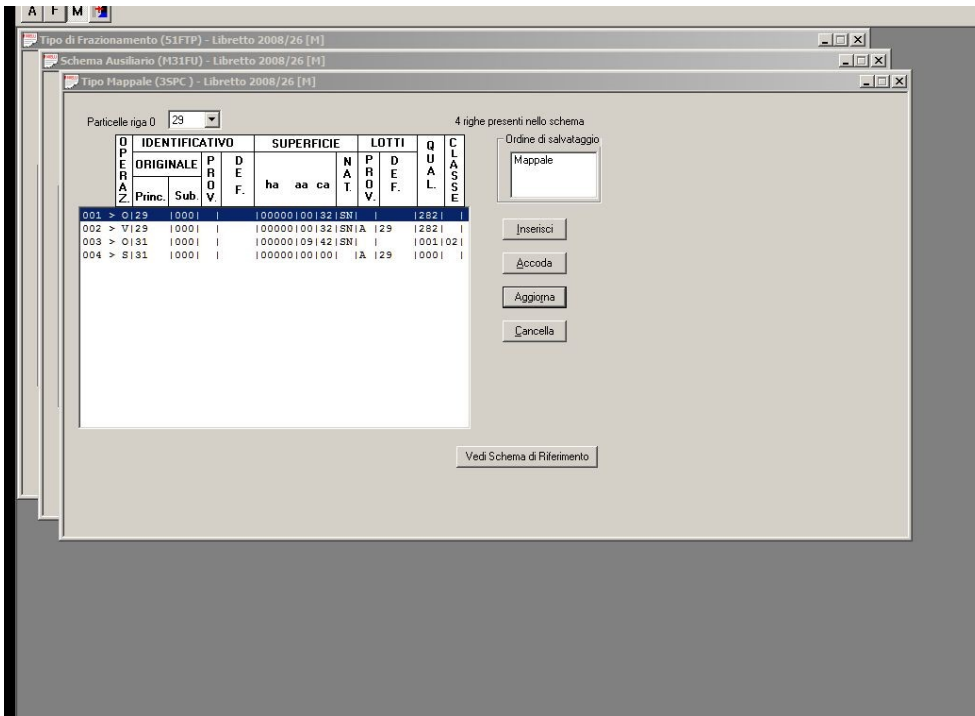 A F M
Tipo di Frazionamento (51FTP) - Libretto 2008/26 [M]
Schema Ausiliario (M31FU) - Libretto 2008/26 [M]
Tipo Mappale (3SPC ) - Libretto 2008/26 [M]
Particelle riga 0 29
4 righe presenti nello schema
Ordine di salvataggio
Mappale
OPERAZ. IDENTIFICATIVO SUPERFICIE LOTTI QUAL. CLASSE
ORIGINALE PROV. DEF. ha aa ca NAT. PROV. DEF.
Princ. Sub.
001 > O|29 |000| | |00000|00|32|SN| | |282| |
002 > V|29 |000| | |00000|00|32|SN|A |29 |282| |
003 > O|31 |000| | |00000|09|42|SN| | |001|02|
004 > S|31 |000| | |00000|00|00| |A |29 |000| |
Inserisci
Accoda
Aggiorna
Cancella
Vedi Schema di Riferimento